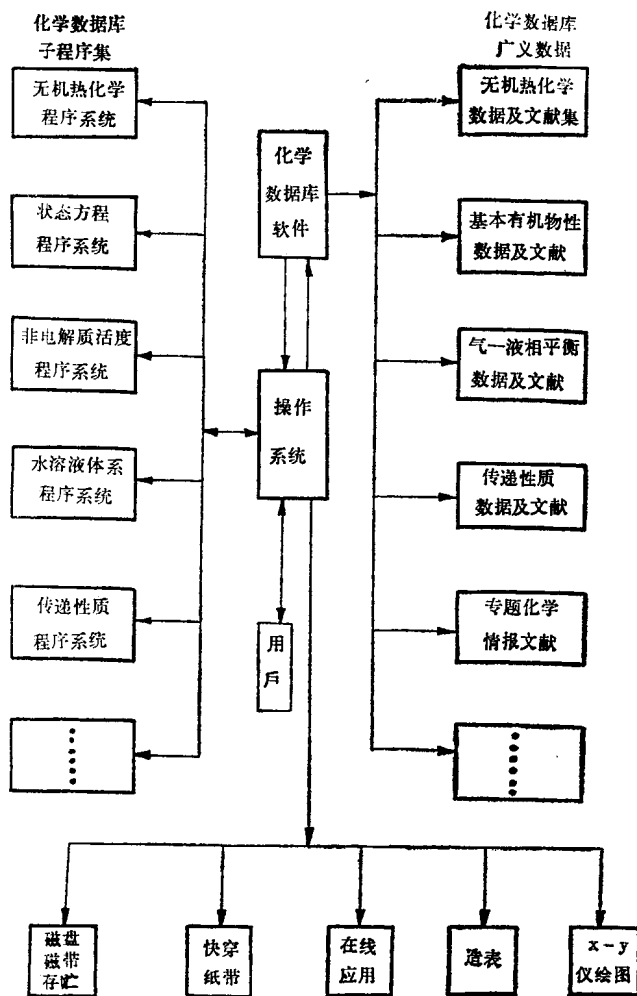 化学数据库
子程序集
无机热化学
程序系统
状态方程
程序系统
非电解质活度
程序系统
水溶液体系
程序系统
传递性质
程序系统
化学
数据库
软件
操作
系统
用
戶
化学数据库
广义数据
无机热化学
数据及文献集
基本有机物性
数据及文献
气一液相平衡
数据及文献
传递性质
数据及文献
专题化学
情报文献
磁盘
磁带
存贮
快穿
纸带
在线
应用
造表
x-y
仪绘图